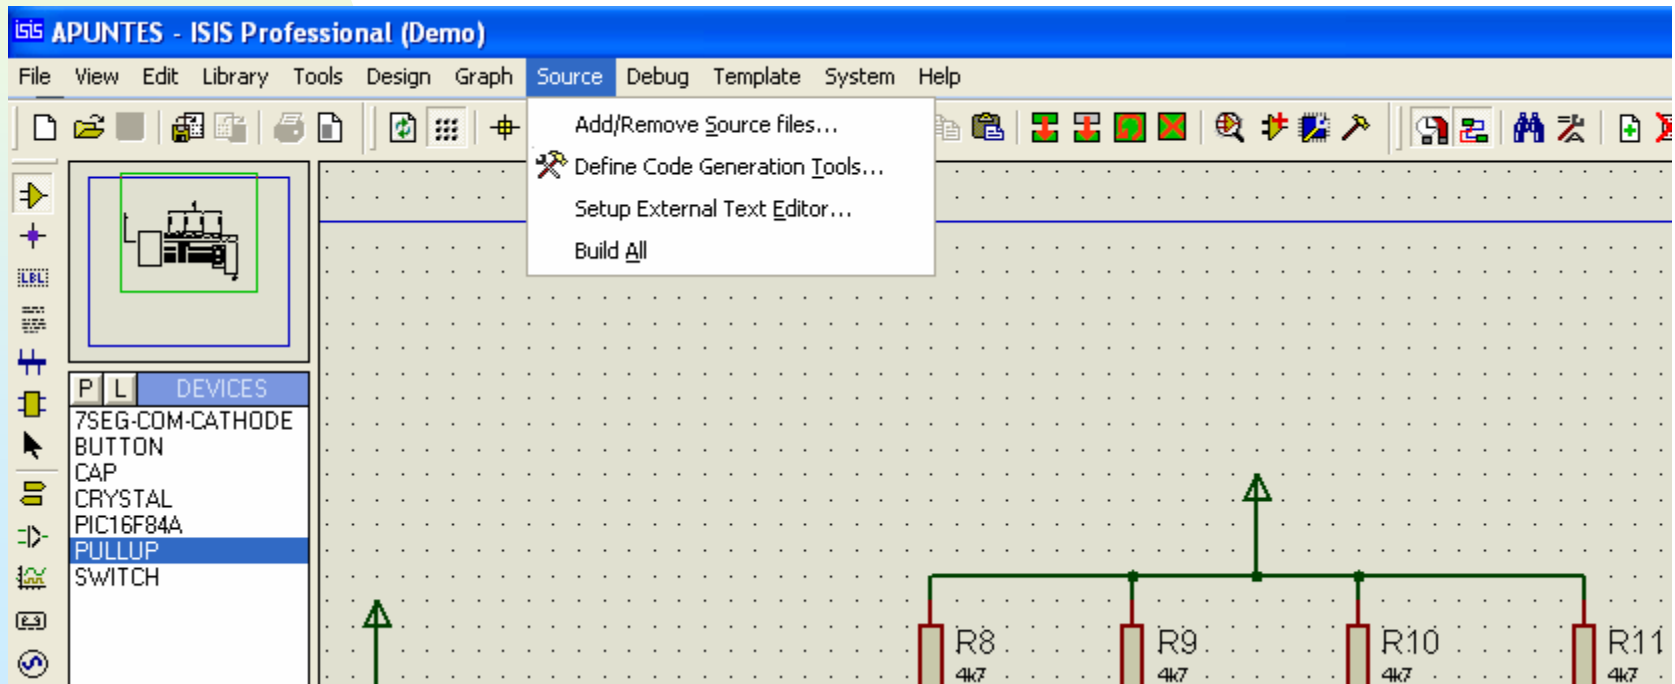 isis APUNTES - ISIS Professional (Demo)
File View Edit Library Tools Design Graph Source Debug Template System Help
Add/Remove Source files...
Define Code Generation Tools...
Setup External Text Editor...
Build All
LBL
P L DEVICES
7SEG-COM-CATHODE
BUTTON
CAP
CRYSTAL
PIC16F84A
PULLUP
SWITCH
R8 R9 R10 R11
4k7 4k7 4k7 4k7